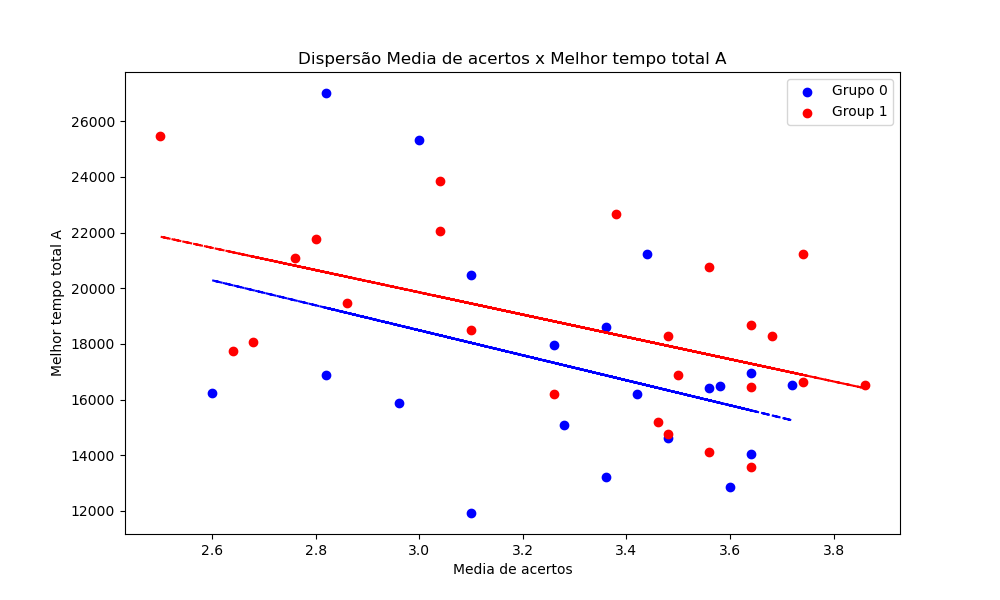 Dispersão Media de acertos x Melhor tempo total A
Grupo 0
Group 1
Melhor tempo total A
26000
24000
22000
20000
18000
16000
14000
12000
2.6 2.8 3.0 3.2 3.4 3.6 3.8
Media de acertos